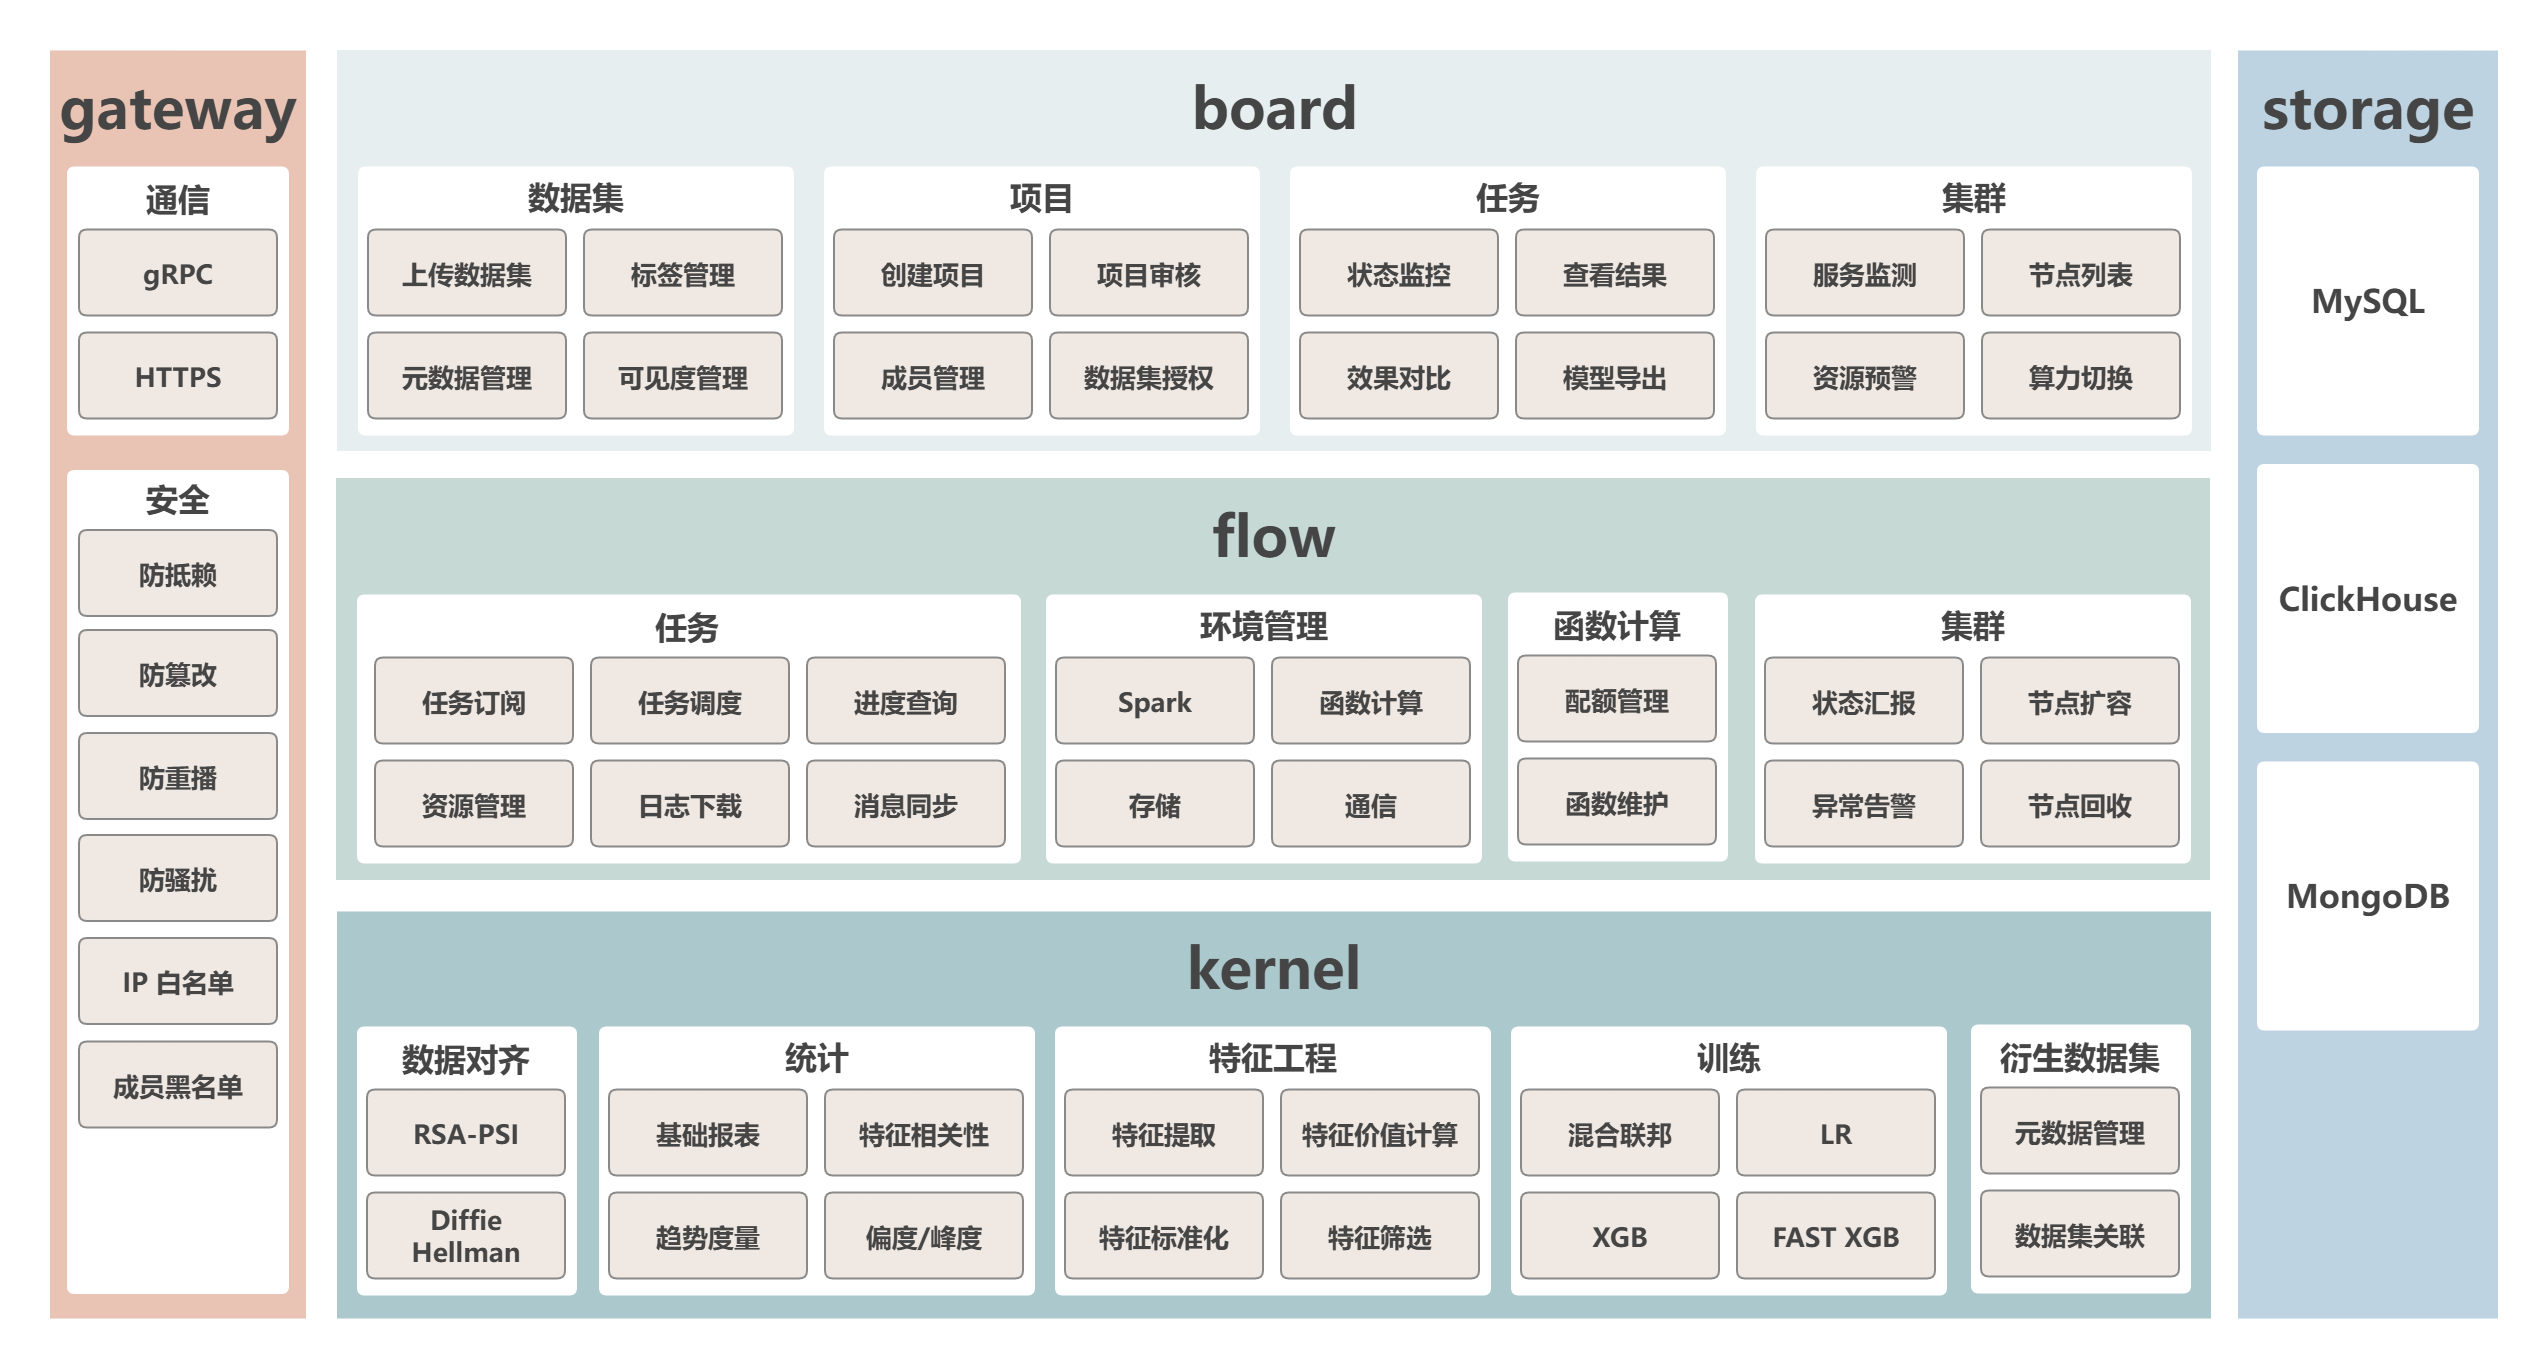 gateway
通信
gRPC
HTTPS
安全
防抵赖
防篡改
防重播
防骚扰
IP 白名单
成员黑名单
board
数据集
上传数据集
标签管理
元数据管理
可见度管理
项目
创建项目
项目审核
成员管理
数据集授权
任务
状态监控
查看结果
效果对比
模型导出
集群
服务监测
节点列表
资源预警
算力切换
flow
任务
任务订阅
任务调度
进度查询
资源管理
日志下载
消息同步
环境管理
Spark
函数计算
存储
通信
函数计算
配额管理
函数维护
集群
状态汇报
节点扩容
异常告警
节点回收
kernel
数据对齐
RSA-PSI
Diffie
Hellman
统计
基础报表
特征相关性
趋势度量
偏度/峰度
特征工程
特征提取
特征价值计算
特征标准化
特征筛选
训练
混合联邦
LR
XGB
FAST XGB
衍生数据集
元数据管理
数据集关联
storage
MySQL
ClickHouse
MongoDB